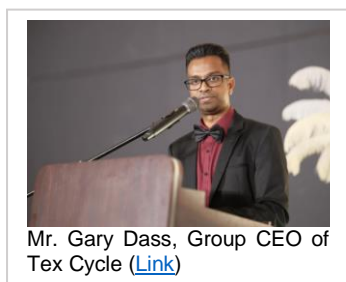 Mr. Gary Dass, Group CEO of
Tex Cycle (Link)